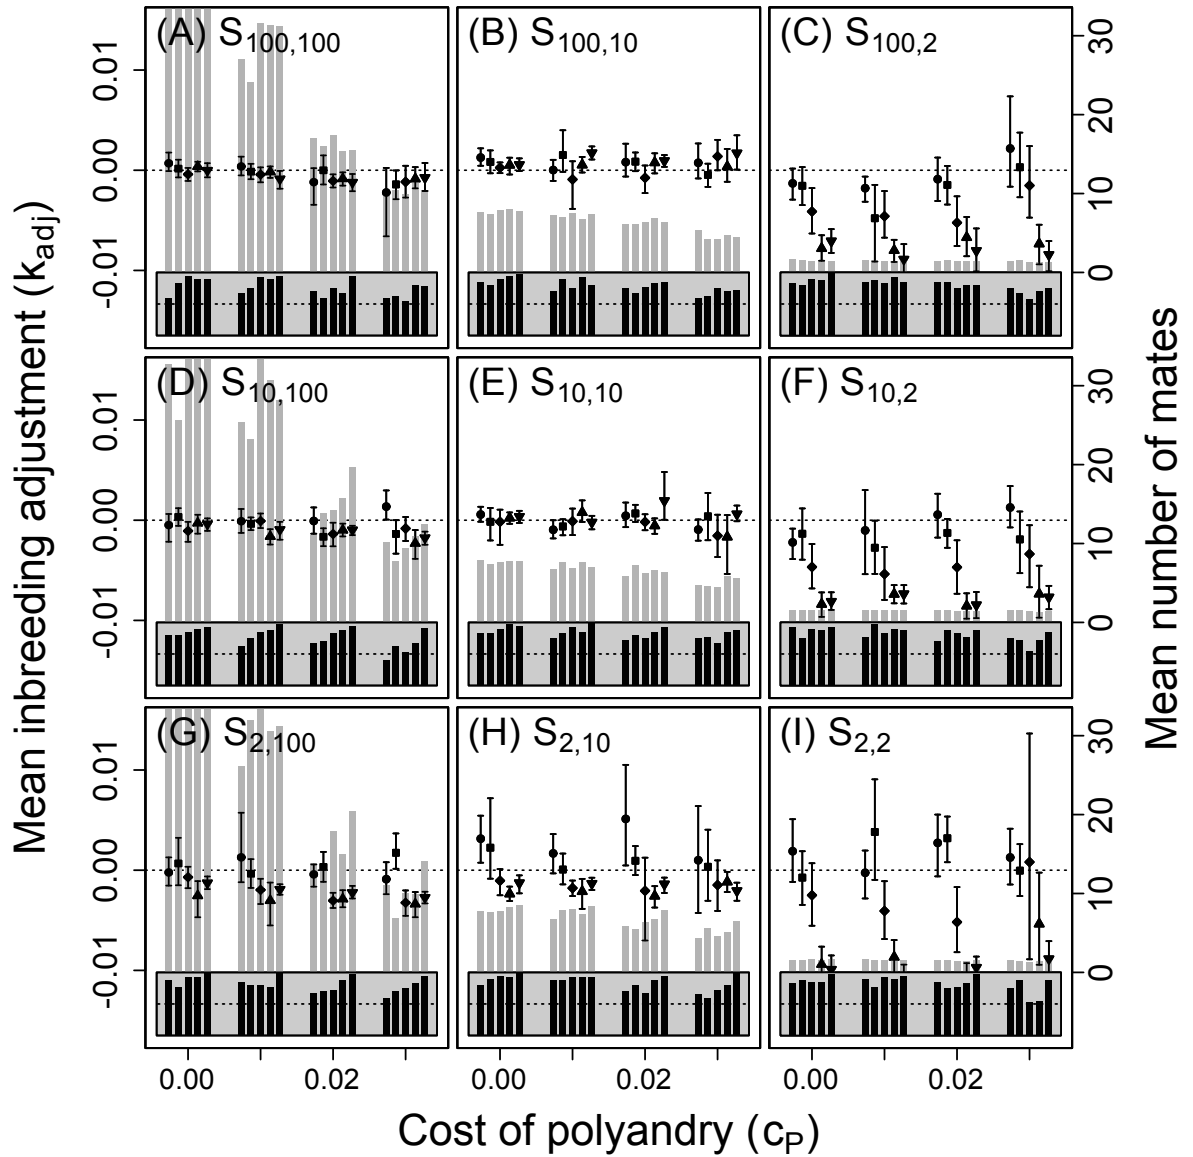 (A) S100,100
(B) S100,10
(C) S100,2
0.01
0.00
-0.01
30
20
10
0
(D) S10,100
(E) S10,10
(F) S10,2
0.01
0.00
-0.01
30
20
10
0
(G) S2,100
(H) S2,10
(I) S2,2
0.01
0.00
-0.01
30
20
10
0
Mean inbreeding adjustment (kadj)
Mean number of mates
0.00
0.02
0.00
0.02
0.00
0.02
Cost of polyandry (cP)